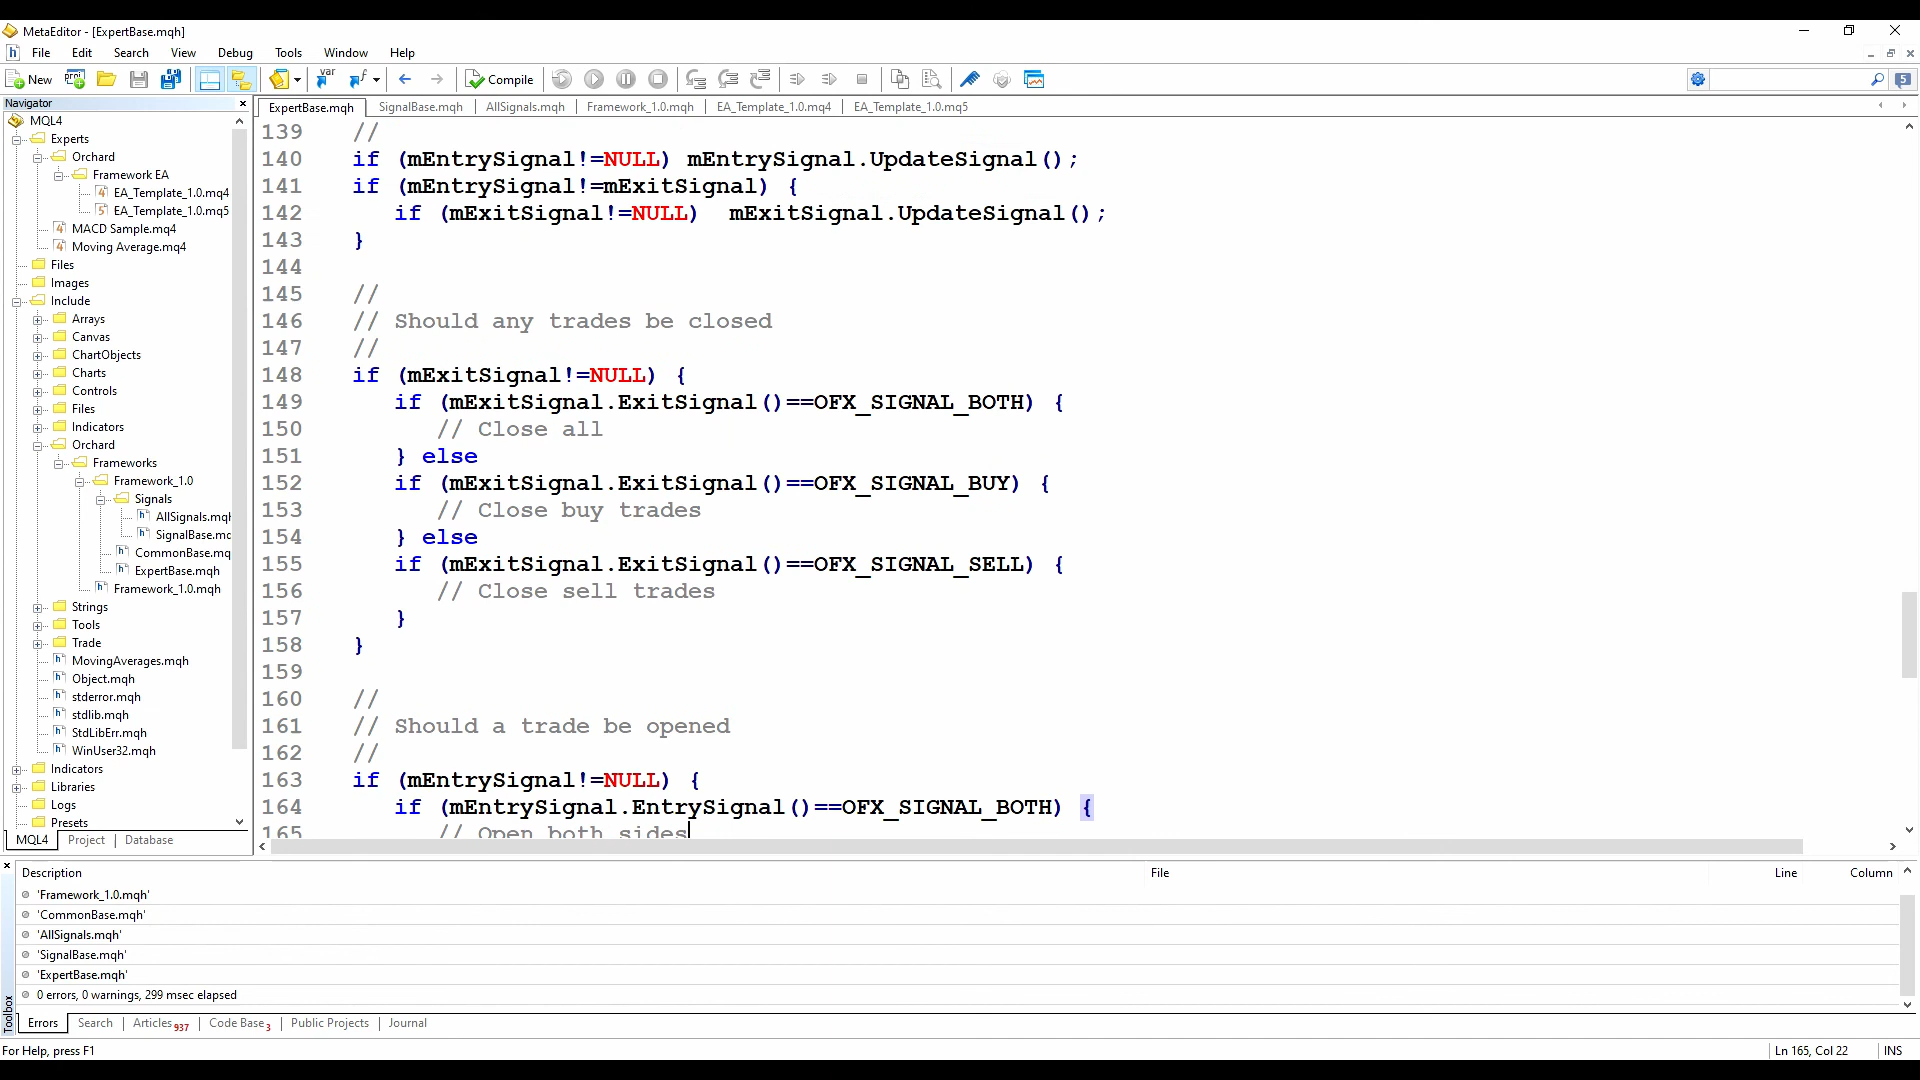 MetaEditor - [ExpertBase.mqh]
File Edit Search View Debug Tools Window Help
New Compile 5
Navigator
MQL4
Experts
Orchard
Framework EA
EA_Template_1.0.mq4
EA_Template_1.0.mq5
MACD Sample.mq4
Moving Average.mq4
Files
Images
Include
Arrays
Canvas
ChartObjects
Charts
Controls
Files
Indicators
Orchard
Frameworks
Framework_1.0
Signals
AllSignals.mqh
SignalBase.mq
CommonBase.mq
ExpertBase.mqh
Framework_1.0.mqh
Strings
Tools
Trade
MovingAverages.mqh
Object.mqh
stderror.mqh
stdlib.mqh
StdLibErr.mqh
WinUser32.mqh
Indicators
Libraries
Logs
Presets
MQL4 Project Database
ExpertBase.mqh SignalBase.mqh AllSignals.mqh Framework_1.0.mqh EA_Template_1.0.mq4 EA_Template_1.0.mq5
139 //
140 if (mEntrySignal!=NULL) mEntrySignal.UpdateSignal();
141 if (mEntrySignal!=mExitSignal) {
142 if (mExitSignal!=NULL)  mExitSignal.UpdateSignal();
143 }
144
145 //
146 // Should any trades be closed
147 //
148 if (mExitSignal!=NULL) {
149 if (mExitSignal.ExitSignal()==OFX_SIGNAL_BOTH) {
150 // Close all
151 } else
152 if (mExitSignal.ExitSignal()==OFX_SIGNAL_BUY) {
153 // Close buy trades
154 } else
155 if (mExitSignal.ExitSignal()==OFX_SIGNAL_SELL) {
156 // Close sell trades
157 }
158 }
159
160 //
161 // Should a trade be opened
162 //
163 if (mEntrySignal!=NULL) {
164 if (mEntrySignal.EntrySignal()==OFX_SIGNAL_BOTH) {
165 // Open both sides
Toolbox
Description File Line Column
'Framework_1.0.mqh'
'CommonBase.mqh'
'AllSignals.mqh'
'SignalBase.mqh'
'ExpertBase.mqh'
0 errors, 0 warnings, 299 msec elapsed
Errors Search Articles 937 Code Base 3 Public Projects Journal
For Help, press F1 Ln 165, Col 22 INS